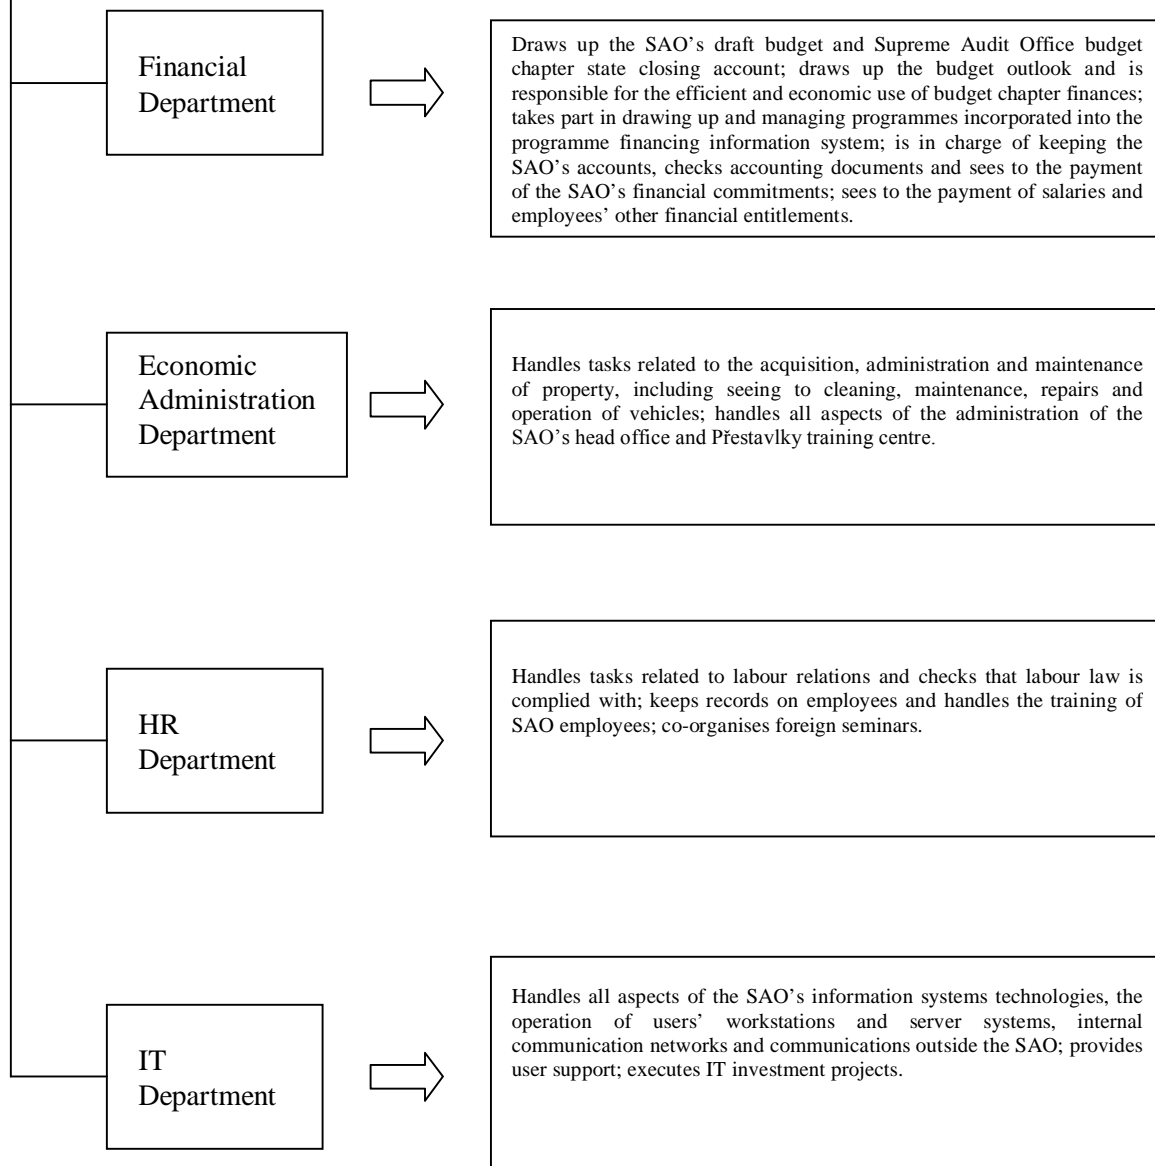 Financial
Department
Draws up the SAO’s draft budget and Supreme Audit Office budget
chapter state closing account; draws up the budget outlook and is
responsible for the efficient and economic use of budget chapter finances;
takes part in drawing up and managing programmes incorporated into the
programme financing information system; is in charge of keeping the
SAO’s accounts, checks accounting documents and sees to the payment
of the SAO’s financial commitments; sees to the payment of salaries and
employees’ other financial entitlements.
Economic
Administration
Department
Handles tasks related to the acquisition, administration and maintenance
of property, including seeing to cleaning, maintenance, repairs and
operation of vehicles; handles all aspects of the administration of the
SAO’s head office and Přestavlky training centre.
HR
Department
Handles tasks related to labour relations and checks that labour law is
complied with; keeps records on employees and handles the training of
SAO employees; co-organises foreign seminars.
IT
Department
Handles all aspects of the SAO’s information systems technologies, the
operation of users’ workstations and server systems, internal
communication networks and communications outside the SAO; provides
user support; executes IT investment projects.